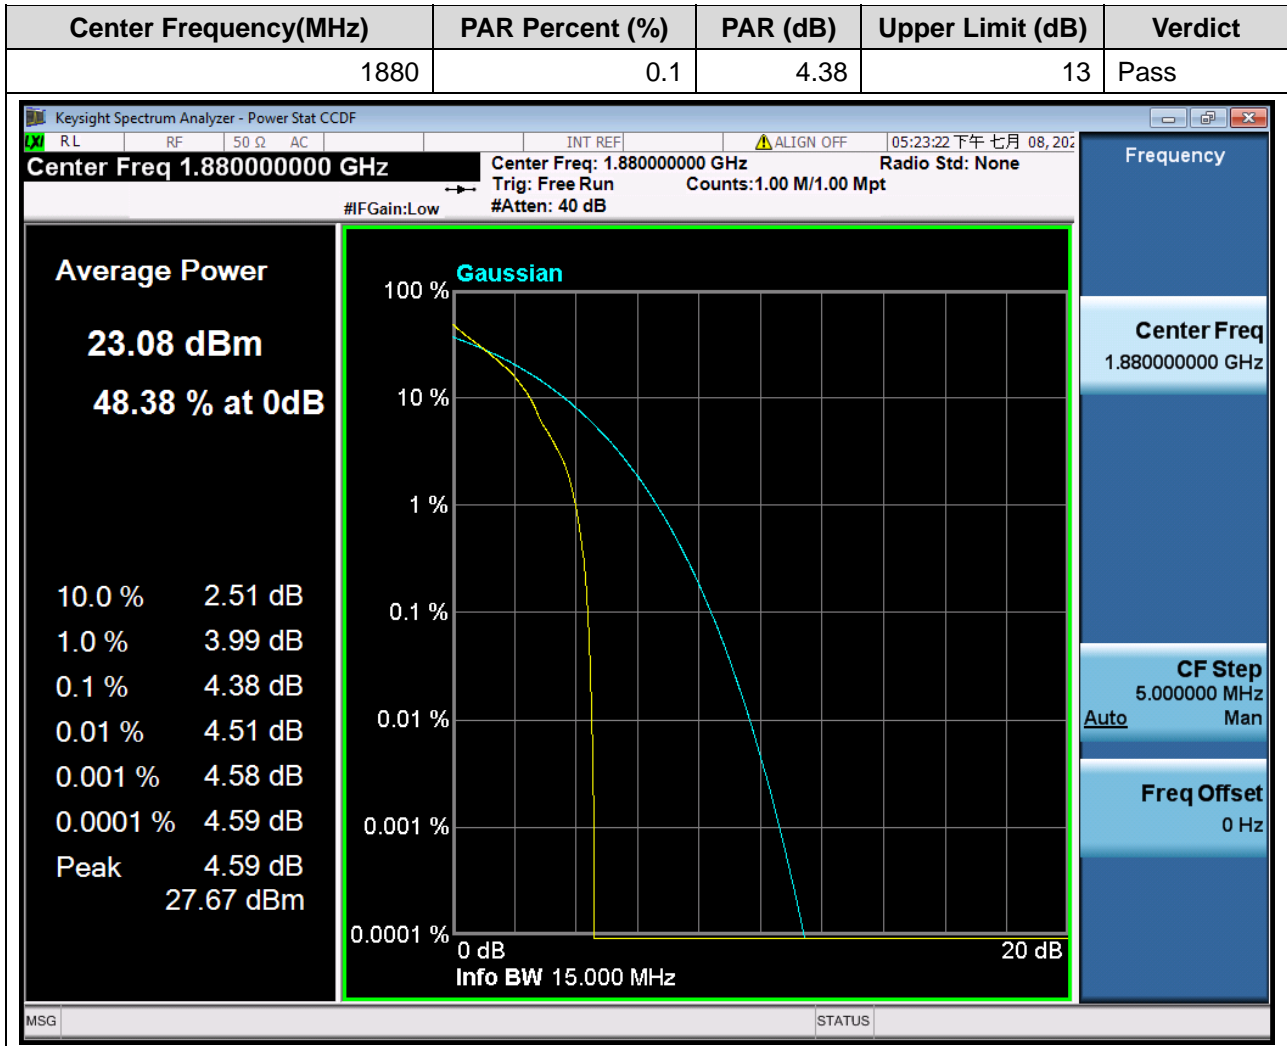 Center Frequency(MHz) PAR Percent (%) PAR (dB) Upper Limit (dB) Verdict
1880 0.1 4.38 13 Pass
Keysight Spectrum Analyzer - Power Stat CCDF
LXI RL RF 50 Ω AC INT REF ALIGN OFF 05:23:22 下午 七月 08, 202
Center Freq 1.880000000 GHz
#IFGain:Low
Center Freq: 1.880000000 GHz Radio Std: None
Trig: Free Run Counts:1.00 M/1.00 Mpt
#Atten: 40 dB
Average Power
23.08 dBm
48.38 % at 0dB
10.0 % 2.51 dB
1.0 % 3.99 dB
0.1 % 4.38 dB
0.01 % 4.51 dB
0.001 % 4.58 dB
0.0001 % 4.59 dB
Peak 4.59 dB
27.67 dBm
Gaussian
100 %
10 %
1 %
0.1 %
0.01 %
0.001 %
0.0001 %
0 dB 20 dB
Info BW 15.000 MHz
Frequency
Center Freq
1.880000000 GHz
CF Step
5.000000 MHz
Auto Man
Freq Offset
0 Hz
MSG STATUS